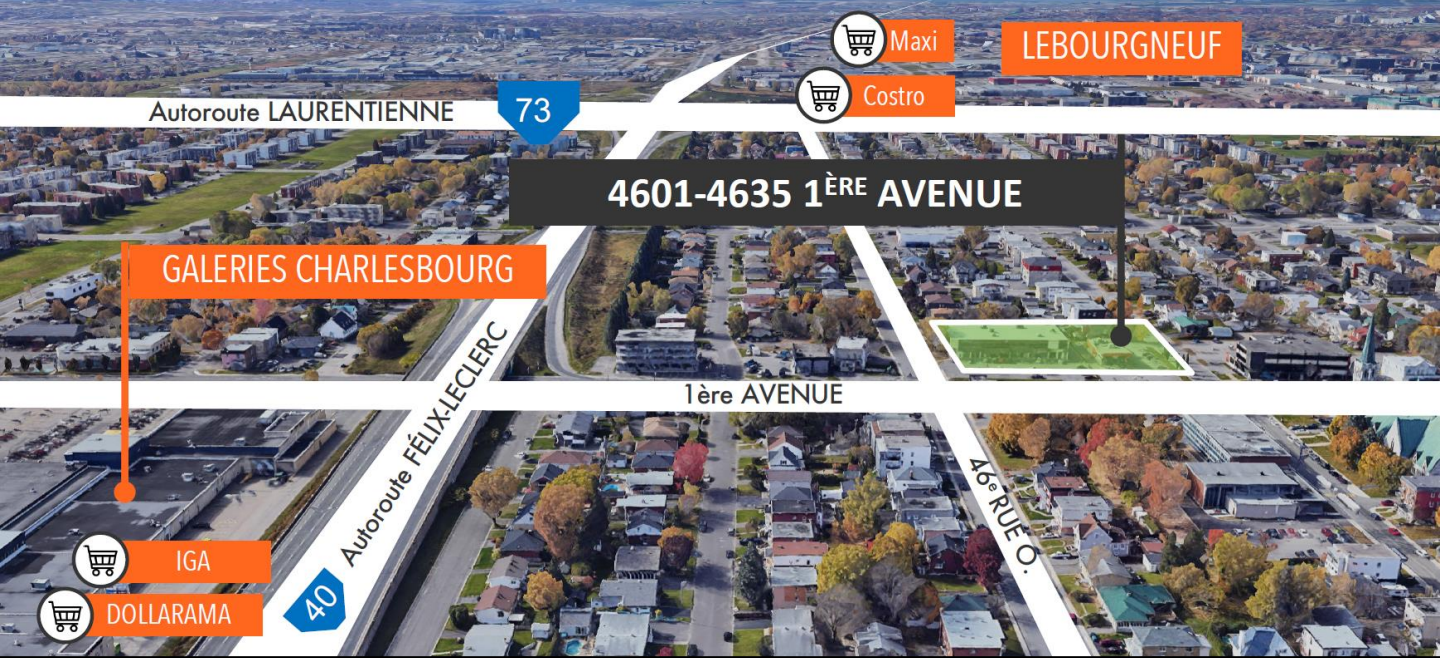 Maxi
LEBOURGNEUF
Costro
Autoroute LAURENTIENNE
73
4601-4635 1ÈRE AVENUE
GALERIES CHARLESBOURG
Autoroute FÉLIX-LECLERC
1ère AVENUE
46e RUE O.
IGA
DOLLARAMA
40